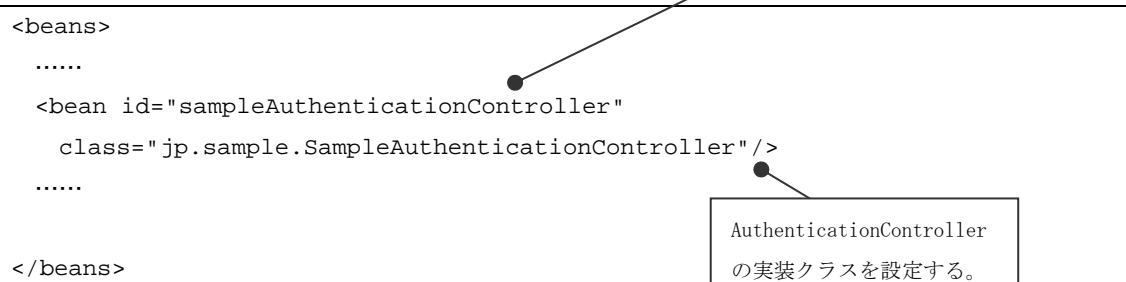 <beans>
……
<bean id="sampleAuthenticationController"
class="jp.sample.SampleAuthenticationController"/>
……
AuthenticationController
の実装クラスを設定する。
</beans>